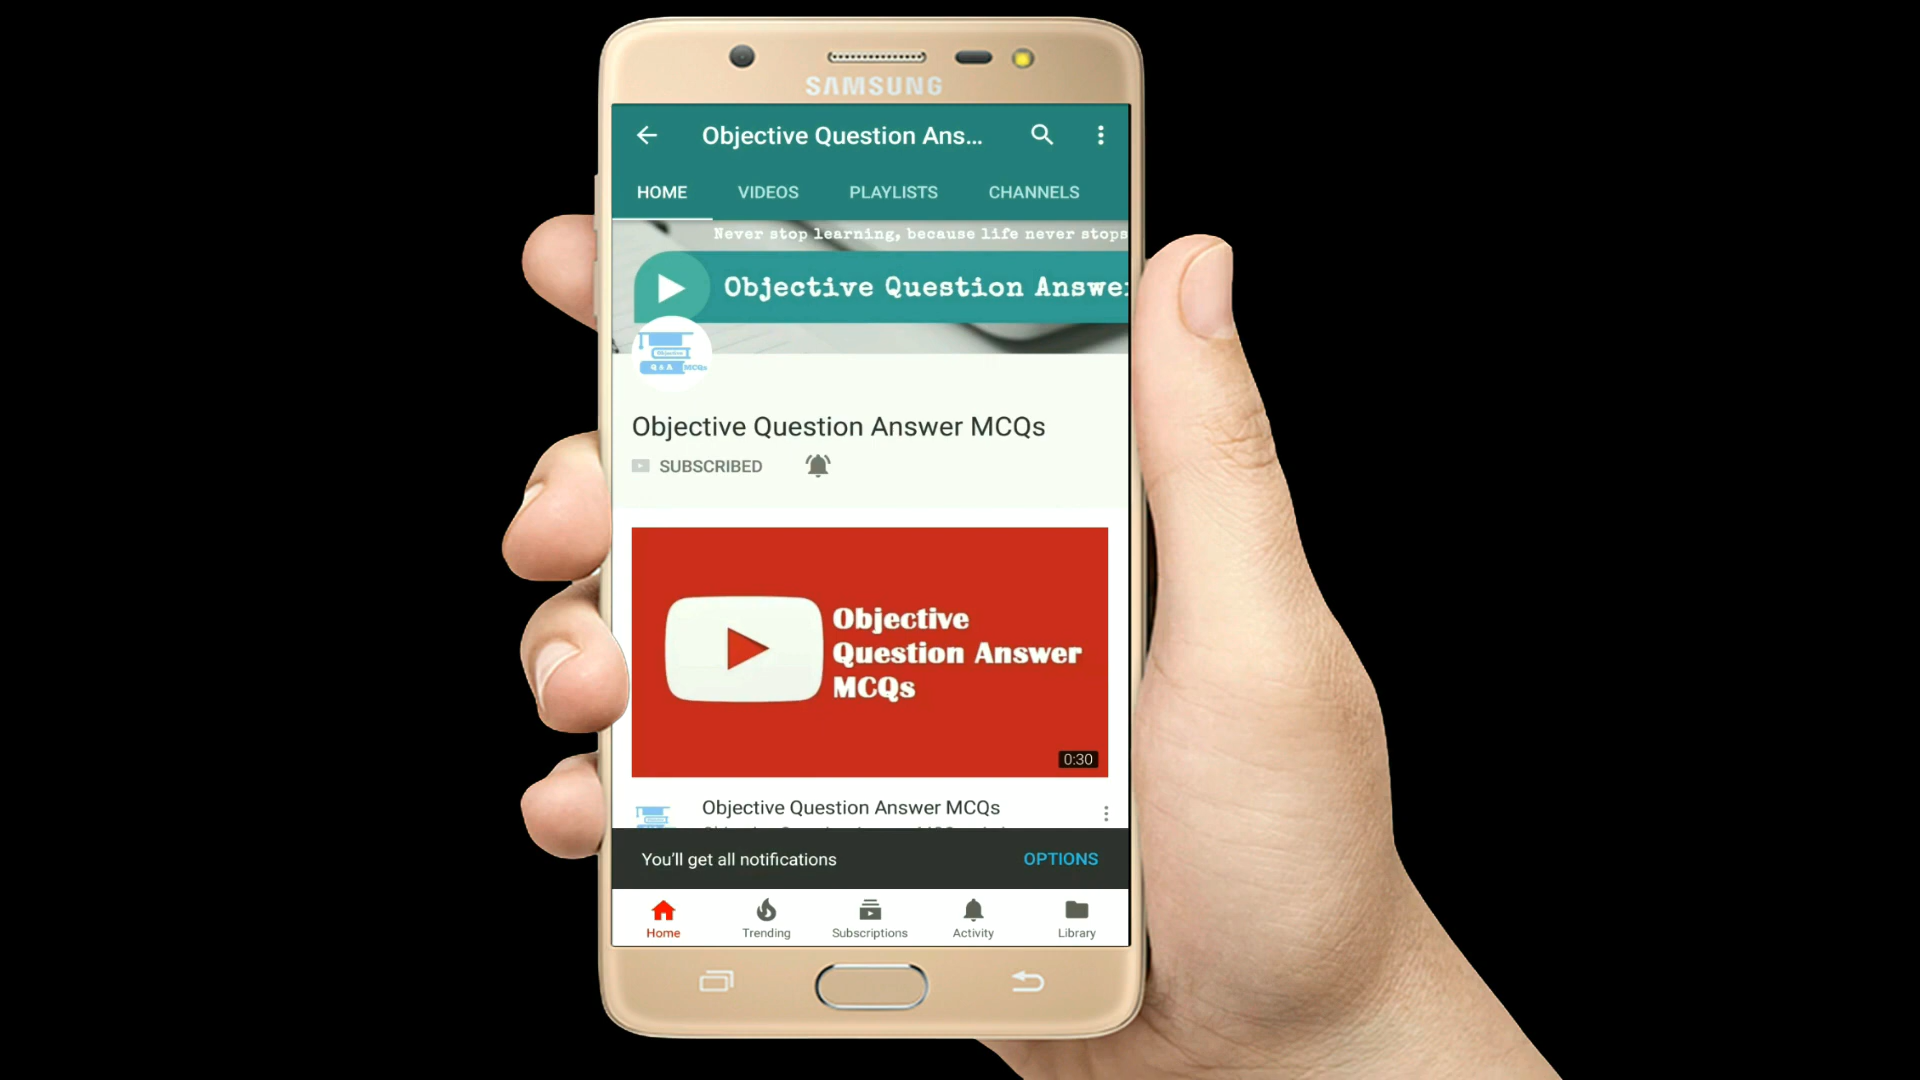 SAMSUNG
Objective Question Ans...
HOME VIDEOS PLAYLISTS CHANNELS
Never stop learning, because life never stops
Objective Question Answe
Objective
Q & A MCQs
Objective Question Answer MCQs
SUBSCRIBED
Objective
Question Answer
MCQs
0:30
Objective Question Answer MCQs
You'll get all notifications OPTIONS
Home Trending Subscriptions Activity Library